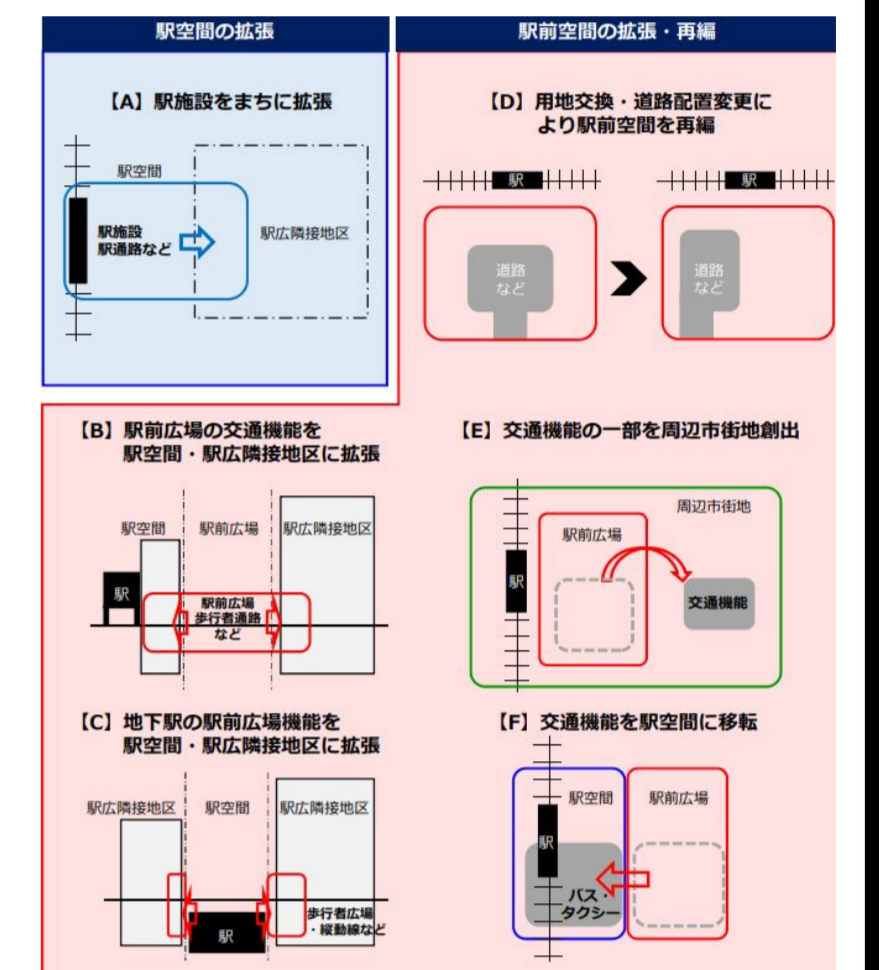 駅空間の拡張
駅前空間の拡張・再編
【A】駅施設をまちに拡張
駅空間
駅施設
駅通路など
駅広隣接地区
【D】用地交換・道路配置変更に
より駅前空間を再編
駅
道路
など
駅
道路
など
【B】駅前広場の交通機能を
駅空間・駅広隣接地区に拡張
駅空間
駅前広場
駅広隣接地区
駅
駅前広場
歩行者通路
など
【E】交通機能の一部を周辺市街地創出
周辺市街地
駅前広場
駅
交通機能
【C】地下駅の駅前広場機能を
駅空間・駅広隣接地区に拡張
駅広隣接地区
駅空間
駅広隣接地区
駅
歩行者広場
・縦動線など
【F】交通機能を駅空間に移転
駅空間
駅前広場
駅
バス・
タクシー